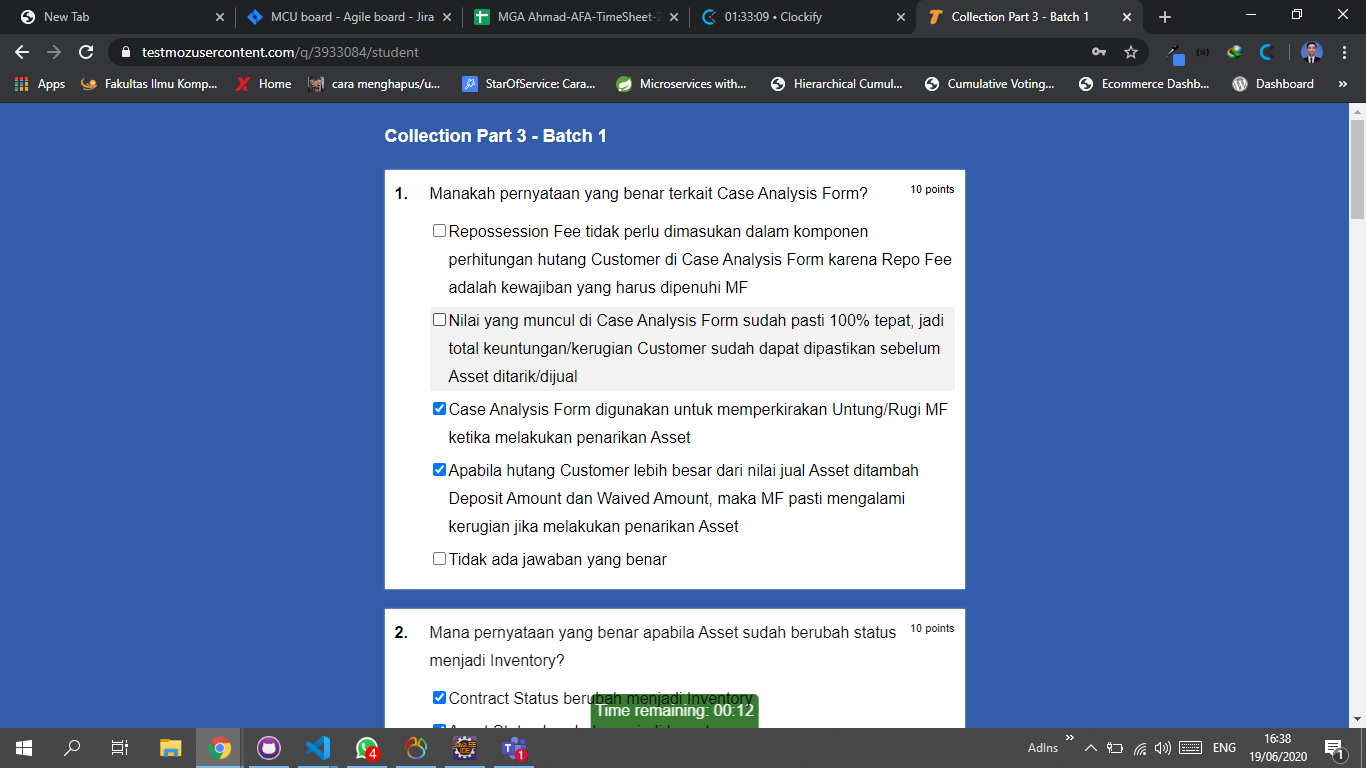 New Tab
MCU board - Agile board - Jira
MGA Ahmad-AFA-TimeSheet-2
01:33:09 • Clockify
Collection Part 3 - Batch 1
testmozusercontent.com/q/3933084/student
Apps
Fakultas Ilmu Komp...
Home
cara menghapus/u...
StarOfService: Cara...
Microservices with...
Hierarchical Cumul...
Cumulative Voting...
Ecommerce Dashb...
Dashboard
»
Collection Part 3 - Batch 1
1. Manakah pernyataan yang benar terkait Case Analysis Form? 10 points
Repossession Fee tidak perlu dimasukan dalam komponen
perhitungan hutang Customer di Case Analysis Form karena Repo Fee
adalah kewajiban yang harus dipenuhi MF
Nilai yang muncul di Case Analysis Form sudah pasti 100% tepat, jadi
total keuntungan/kerugian Customer sudah dapat dipastikan sebelum
Asset ditarik/dijual
Case Analysis Form digunakan untuk memperkirakan Untung/Rugi MF
ketika melakukan penarikan Asset
Apabila hutang Customer lebih besar dari nilai jual Asset ditambah
Deposit Amount dan Waived Amount, maka MF pasti mengalami
kerugian jika melakukan penarikan Asset
Tidak ada jawaban yang benar
2. Mana pernyataan yang benar apabila Asset sudah berubah status 10 points
menjadi Inventory?
Contract Status berubah menjadi Inventory
Time remaining: 00:12
4
1
AdIns
»
ENG
16:38
19/06/2020
1